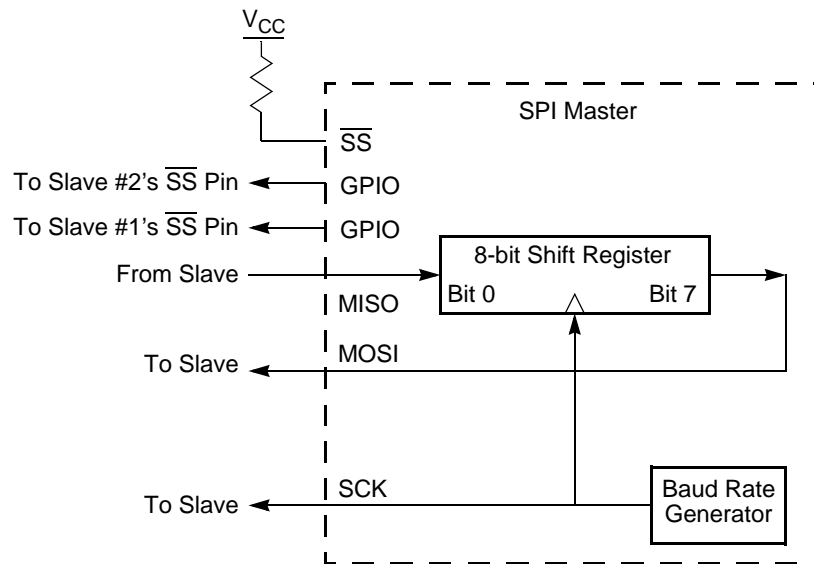 VCC
SPI Master
SS
To Slave #2's SS Pin
GPIO
To Slave #1's SS Pin
GPIO
8-bit Shift Register
From Slave
Bit 0
Bit 7
MISO
MOSI
To Slave
SCK
To Slave
Baud Rate
Generator